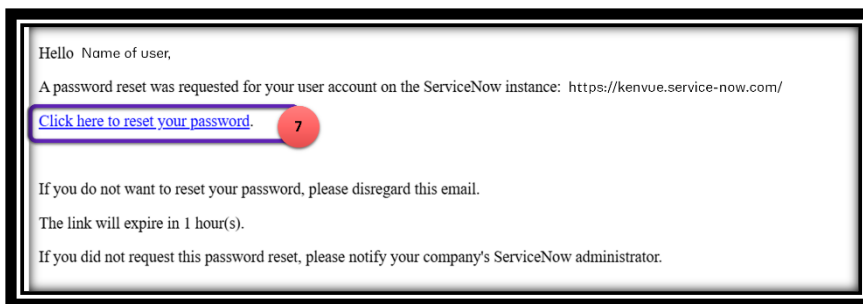 Hello Name of user,
A password reset was requested for your user account on the ServiceNow instance: https://kenvue.service-now.com/
Click here to reset your password.
7
If you do not want to reset your password, please disregard this email.
The link will expire in 1 hour(s).
If you did not request this password reset, please notify your company's ServiceNow administrator.